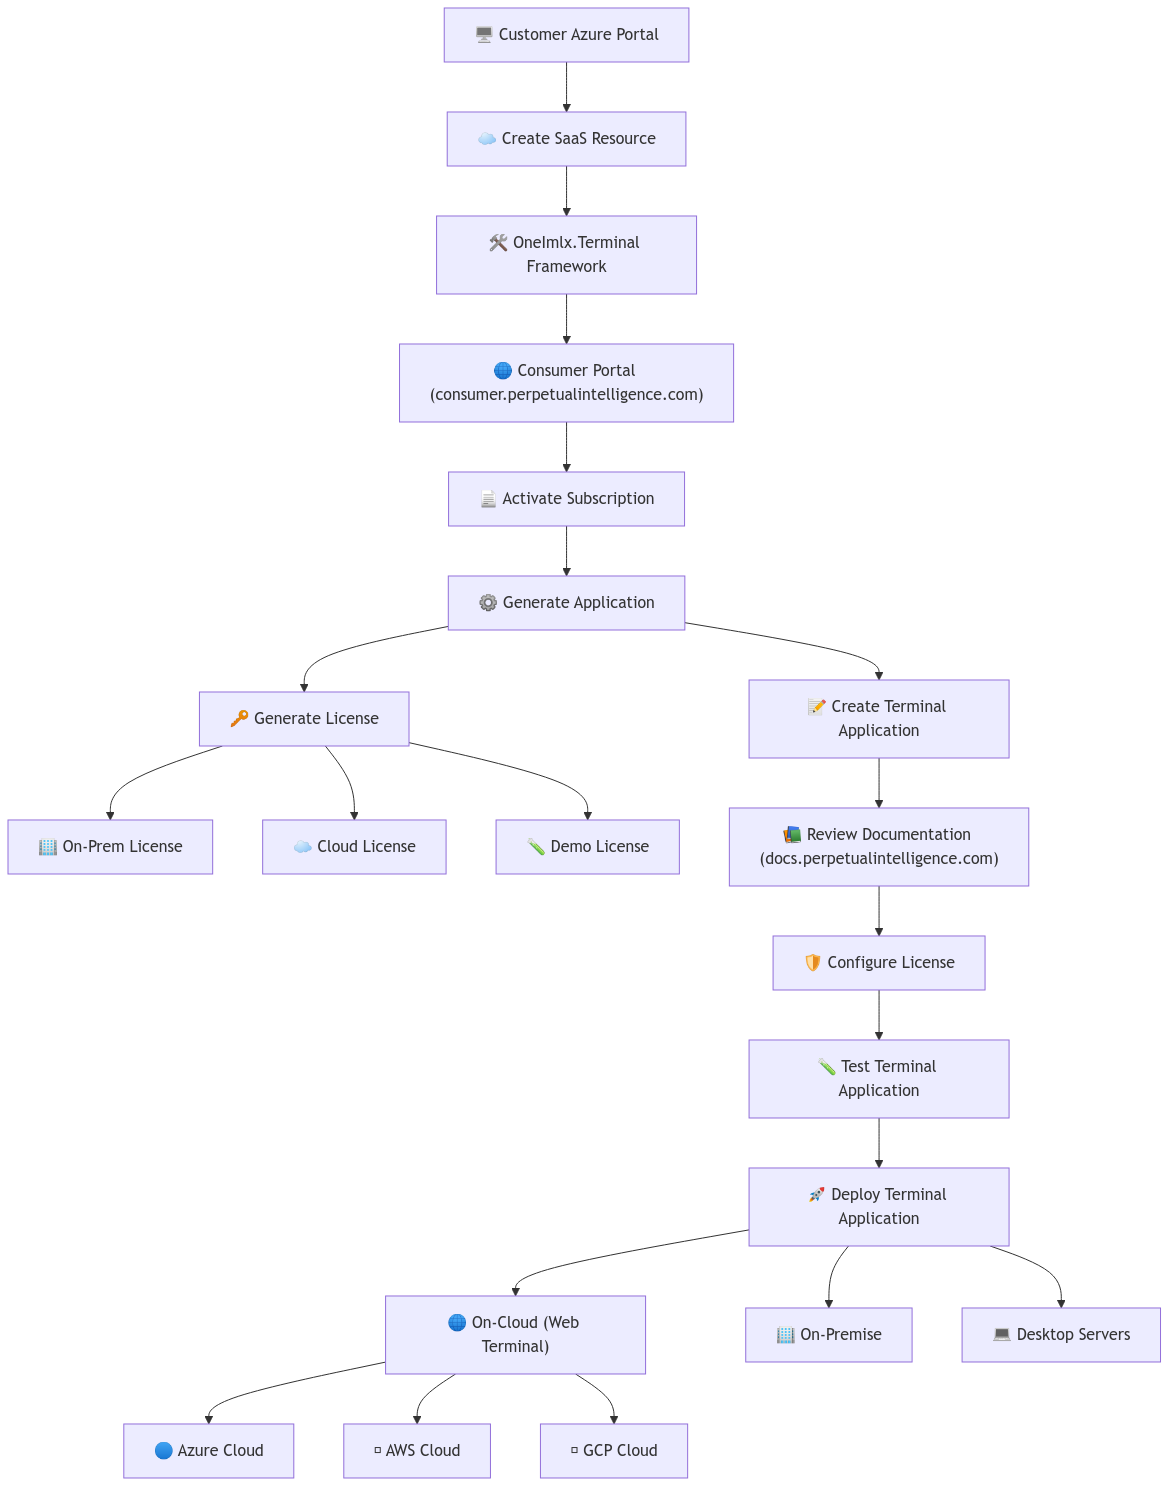 🖥️ Customer Azure Portal
☁️ Create SaaS Resource
🛠️ OneImlx.Terminal
Framework
🌐 Consumer Portal
(consumer.perpetualintelligence.com)
📄 Activate Subscription
⚙️ Generate Application
🔑 Generate License
📝 Create Terminal
Application
🏢 On-Prem License
☁️ Cloud License
🧪 Demo License
📚 Review Documentation
(docs.perpetualintelligence.com)
🛡️ Configure License
🧪 Test Terminal
Application
🚀 Deploy Terminal
Application
🌐 On-Cloud (Web
Terminal)
🏢 On-Premise
💻 Desktop Servers
🔵 Azure Cloud
AWS Cloud
GCP Cloud